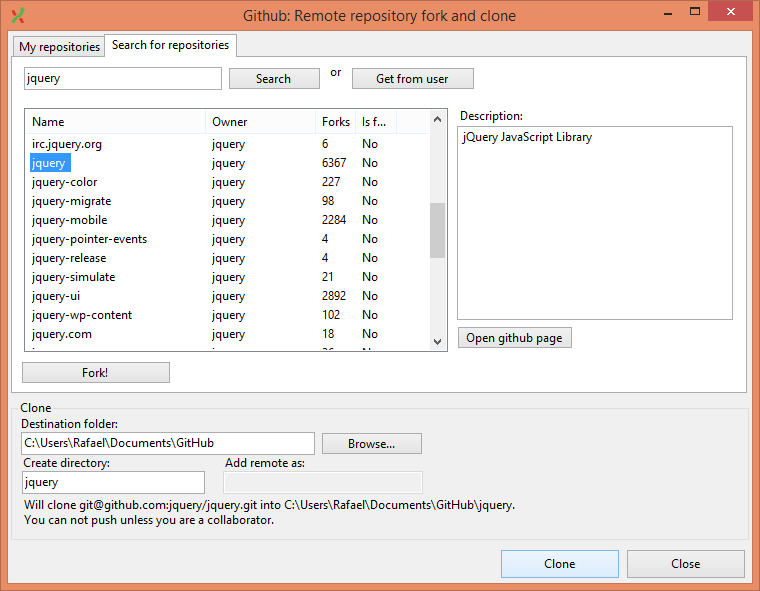 Github: Remote repository fork and clone
My repositories Search for repositories
jquery Search or Get from user
Name Owner Forks Is f... Description:
jQuery JavaScript Library
irc.jquery.org jquery 6 No
jquery jquery 6367 No
jquery-color jquery 227 No
jquery-migrate jquery 98 No
jquery-mobile jquery 2284 No
jquery-pointer-events jquery 4 No
jquery-release jquery 4 No
jquery-simulate jquery 21 No
jquery-ui jquery 2892 No
jquery-wp-content jquery 102 No
jquery.com jquery 18 No
Open github page
Fork!
Clone
Destination folder:
C:\Users\Rafael\Documents\GitHub Browse...
Create directory: Add remote as:
jquery
Will clone git@github.com:jquery/jquery.git into C:\Users\Rafael\Documents\GitHub\jquery.
You can not push unless you are a collaborator.
Clone Close